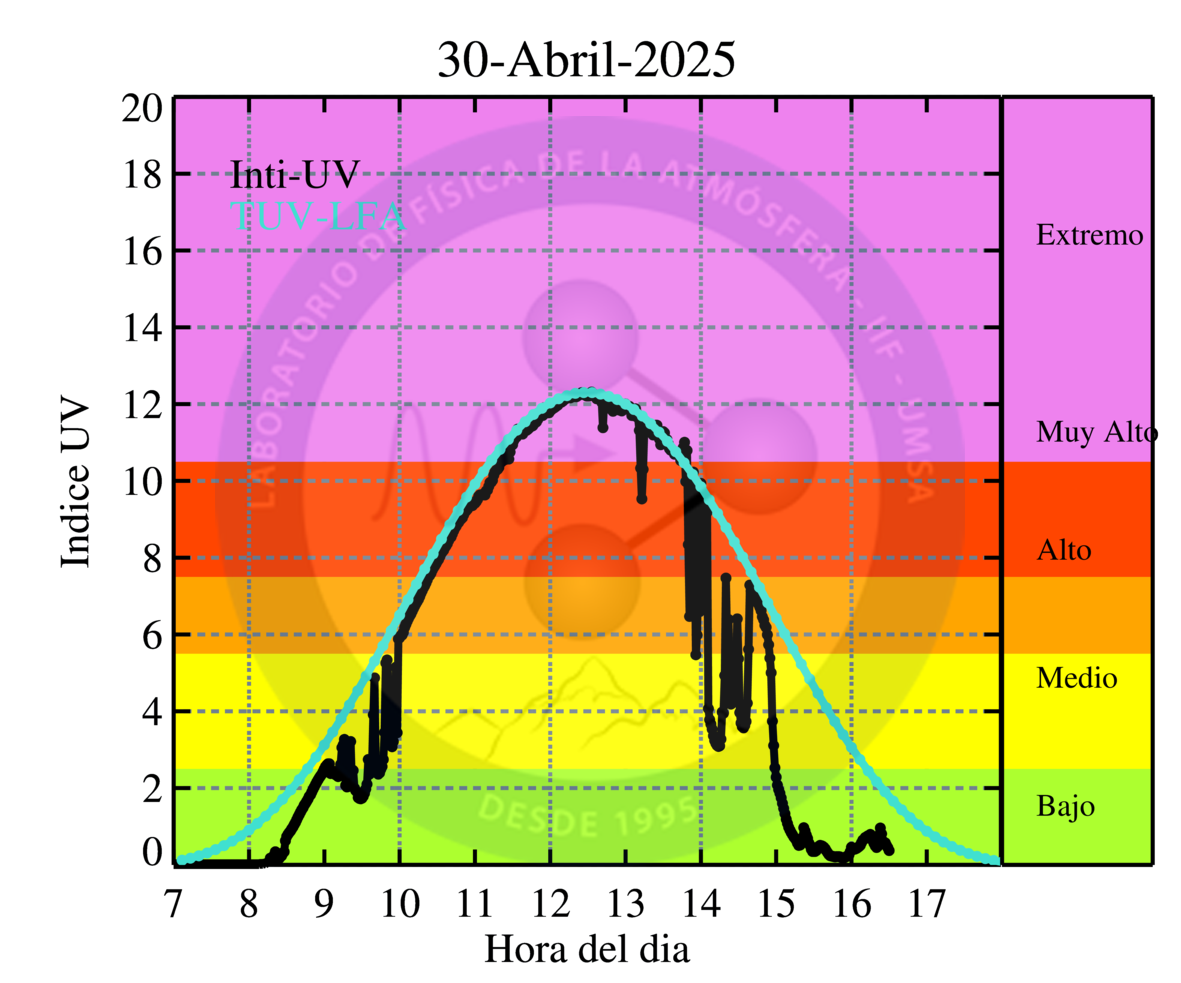 30-Abril-2025
Indice UV
20
18
16
14
12
10
8
6
4
2
0
Inti-UV
TUV-LFA
LABORATORIO DE FÍSICA DE LA ATMÓSFERA - IIF - UMSA
DESDE 1995
Extremo
Muy Alto
Alto
Medio
Bajo
7 8 9 10 11 12 13 14 15 16 17
Hora del dia